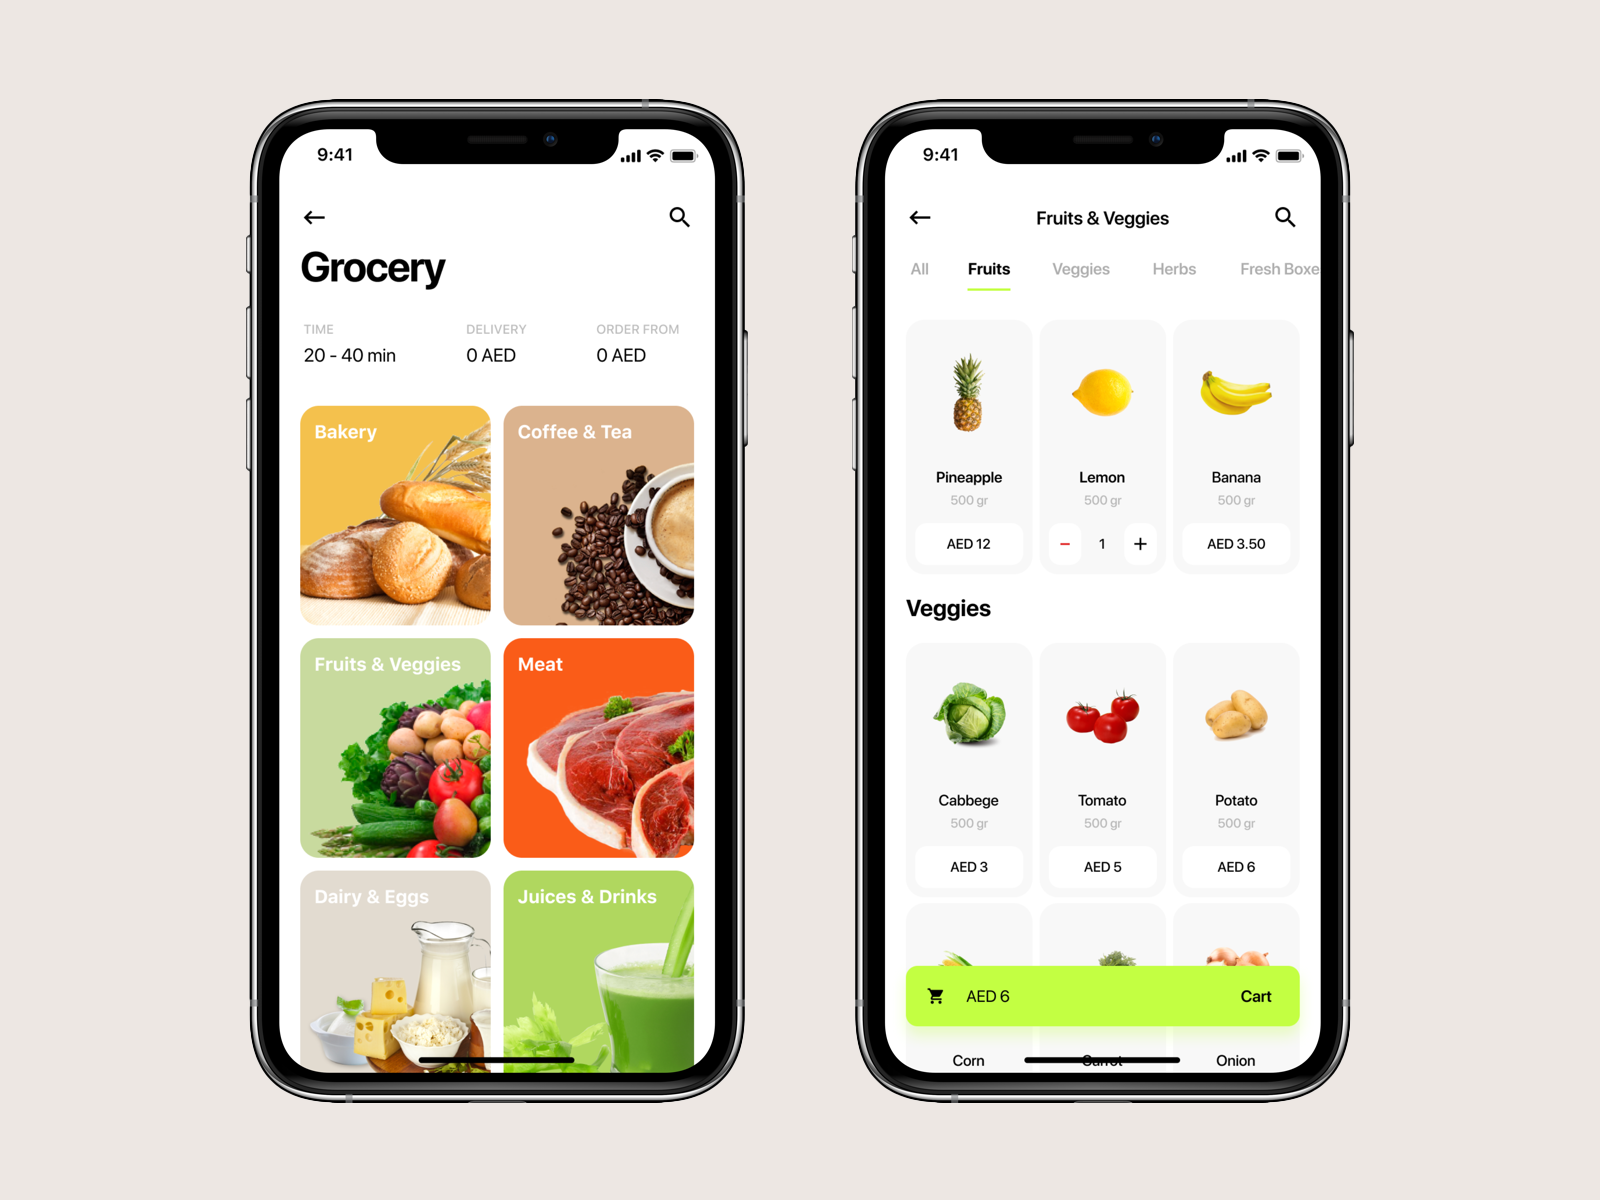 9:41
Grocery
TIME DELIVERY ORDER FROM
20 - 40 min 0 AED 0 AED
Bakery Coffee & Tea
Fruits & Veggies Meat
Dairy & Eggs Juices & Drinks
9:41
Fruits & Veggies
All Fruits Veggies Herbs Fresh Boxe
Pineapple Lemon Banana
500 gr 500 gr 500 gr
AED 12 − 1 + AED 3.50
Veggies
Cabbege Tomato Potato
500 gr 500 gr 500 gr
AED 3 AED 5 AED 6
AED 6 Cart
Corn Carrot Onion